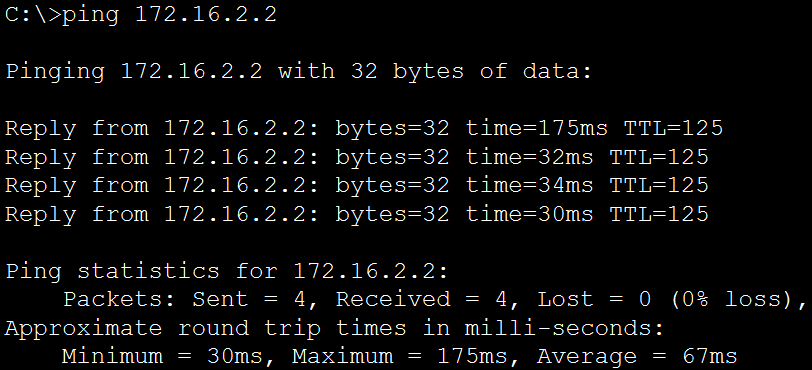 C:\>ping 172.16.2.2
Pinging 172.16.2.2 with 32 bytes of data:
Reply from 172.16.2.2: bytes=32 time=175ms TTL=125
Reply from 172.16.2.2: bytes=32 time=32ms TTL=125
Reply from 172.16.2.2: bytes=32 time=34ms TTL=125
Reply from 172.16.2.2: bytes=32 time=30ms TTL=125
Ping statistics for 172.16.2.2:
    Packets: Sent = 4, Received = 4, Lost = 0 (0% loss),
Approximate round trip times in milli-seconds:
    Minimum = 30ms, Maximum = 175ms, Average = 67ms